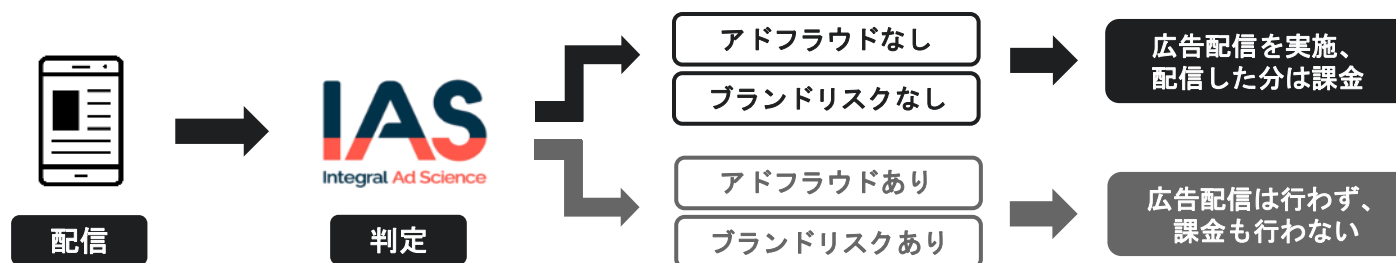 配信
IAS
Integral Ad Science
判定
アドフラウドなし
ブランドリスクなし
広告配信を実施、
配信した分は課金
アドフラウドあり
ブランドリスクあり
広告配信は行わず、
課金も行わない